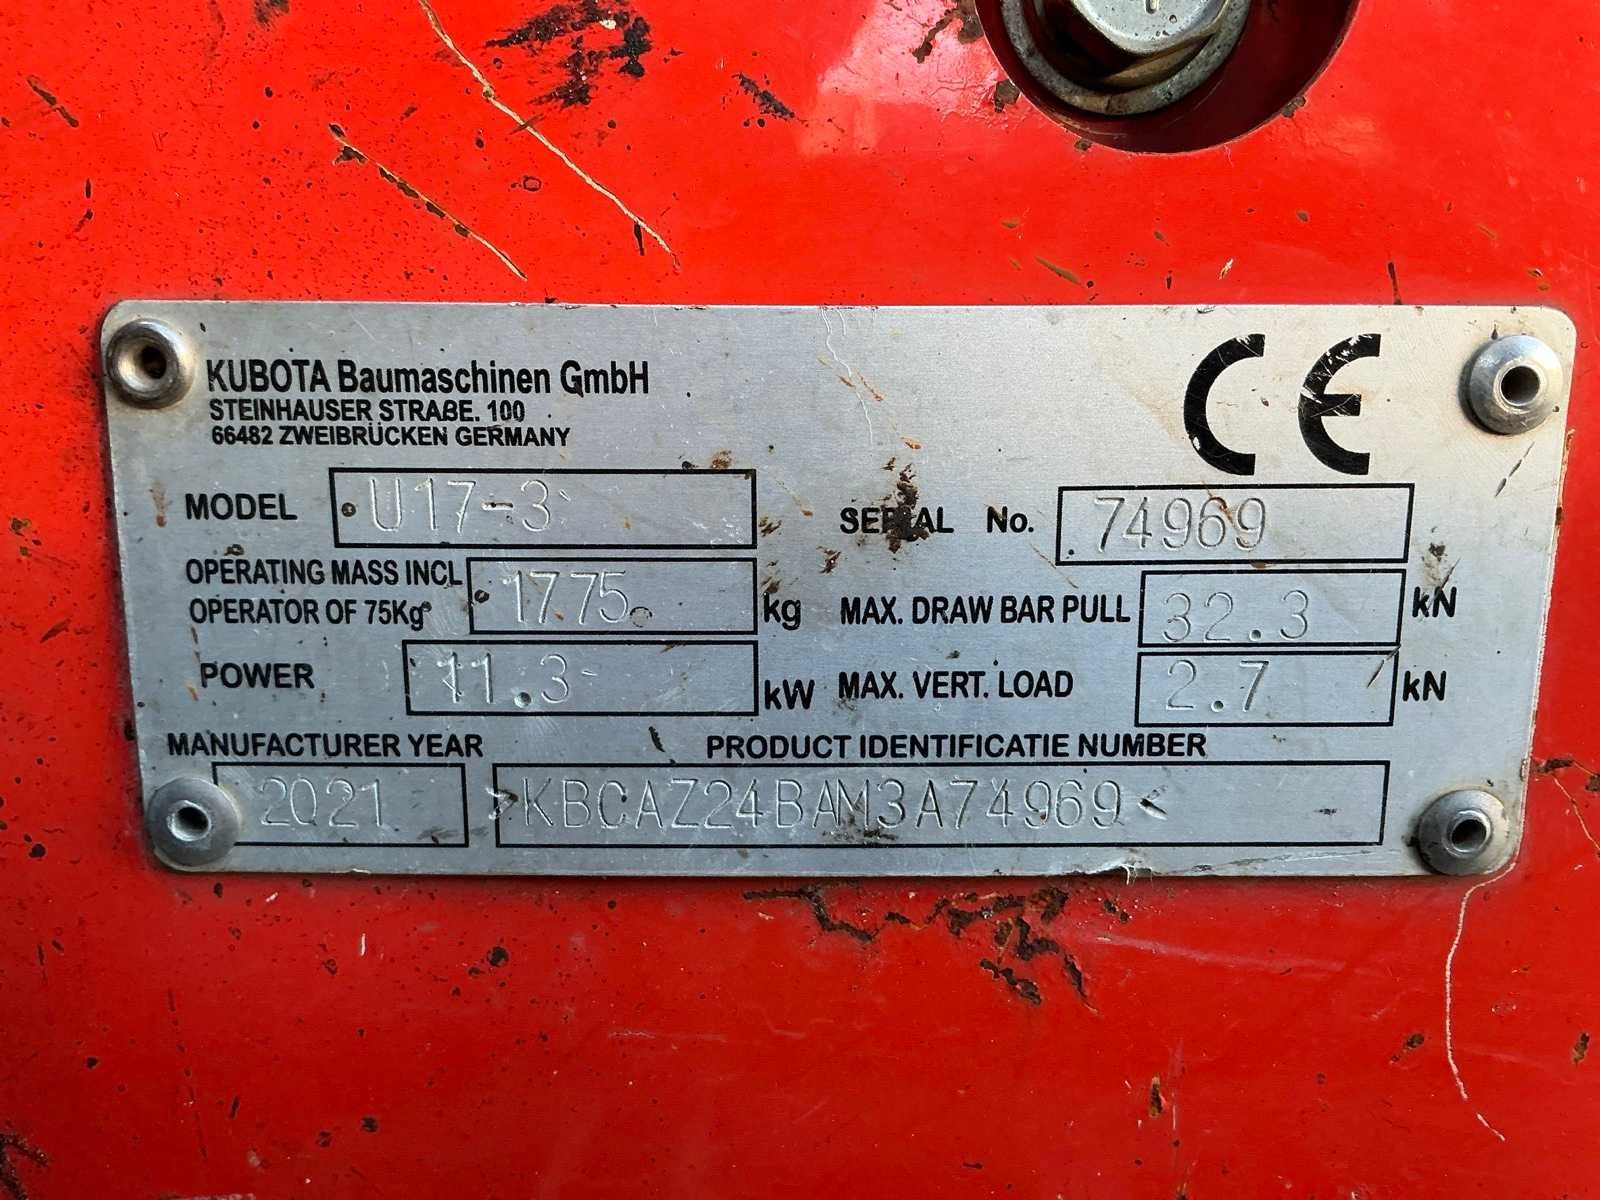 KUBOTA Baumaschinen GmbH
STEINHAUSER STRAßE. 100
66482 ZWEIBRÜCKEN GERMANY
CE
MODEL U17-3
SERIAL No. 74969
OPERATING MASS INCL
OPERATOR OF 75Kg 1775 kg
MAX. DRAW BAR PULL 32.3 kN
POWER 11.3 kW
MAX. VERT. LOAD 2.7 kN
MANUFACTURER YEAR
2021
PRODUCT IDENTIFICATIE NUMBER
>KBCAZ24BAM3A74969<